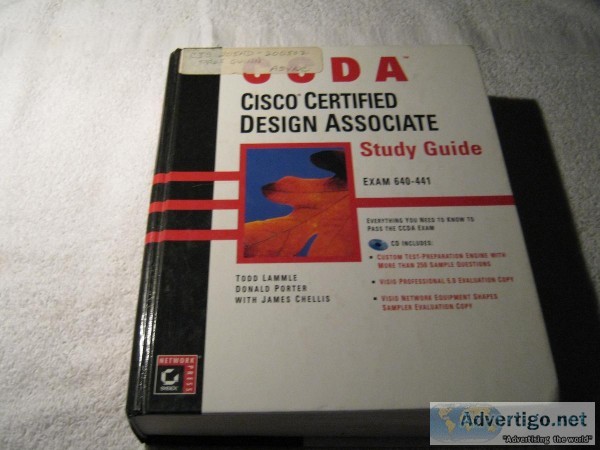 CCDA™
CISCO® CERTIFIED
DESIGN ASSOCIATE
Study Guide
EXAM 640-441
EVERYTHING YOU NEED TO KNOW TO
PASS THE CCDA EXAM
CD INCLUDED:
• CUSTOM TEST-PREPARATION ENGINE WITH
MORE THAN 250 SAMPLE QUESTIONS
• VISIO PROFESSIONAL 5.0 EVALUATION COPY
• VISIO NETWORK EQUIPMENT SHAPES
SAMPLER EVALUATION COPY
TODD LAMMLE
DONALD PORTER
WITH JAMES CHELLIS
NETWORK PRESS
SYBEX
Advertigo.net
"Advertising the world"